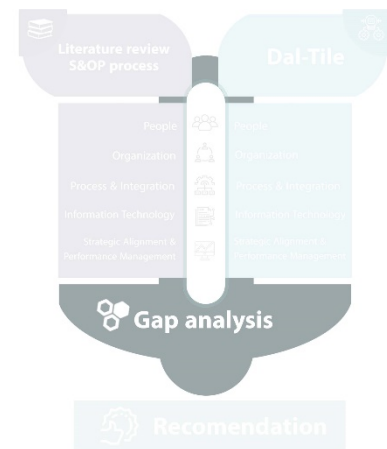 Literature review
S&OP process
Dal-Tile
People
People
Organization
Organization
Process & Integration
Process & Integration
Information Technology
Information Technology
Strategic Alignment &
Performance Management
Strategic Alignment &
Performance Management
Gap analysis
Recomendation